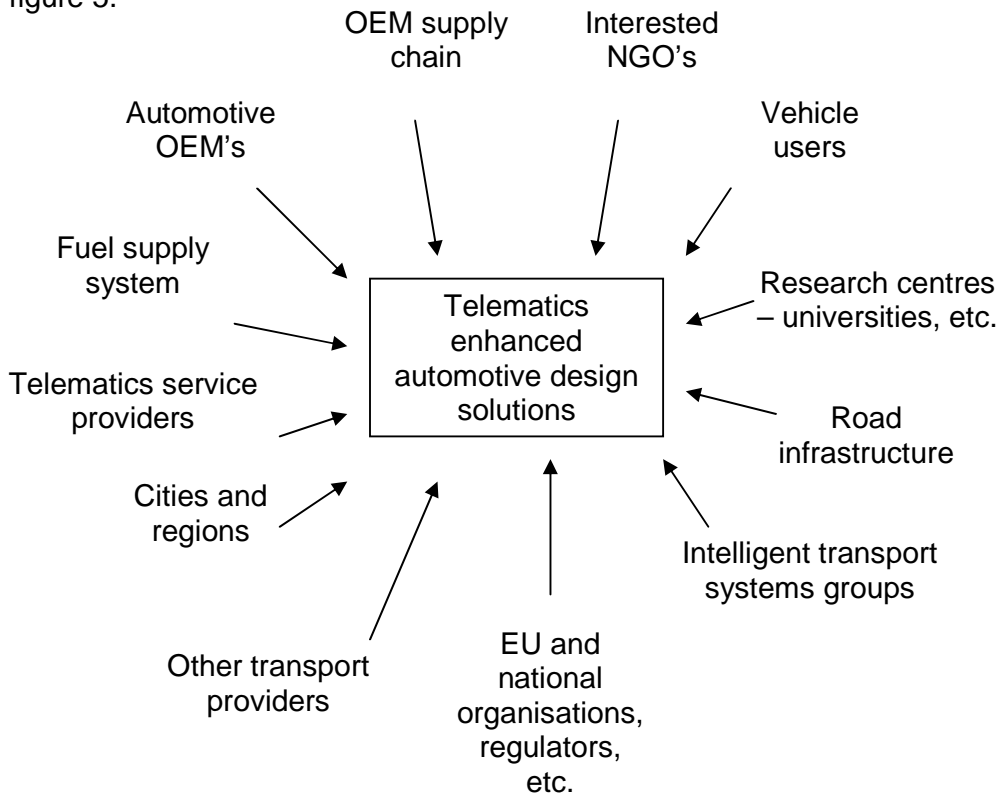 figure 5.
OEM supply
chain
Interested
NGO's
Automotive
OEM's
Vehicle
users
Fuel supply
system
Research centres
– universities, etc.
Telematics
enhanced
automotive design
solutions
Telematics service
providers
Road
infrastructure
Cities and
regions
Intelligent transport
systems groups
Other transport
providers
EU and
national
organisations,
regulators,
etc.